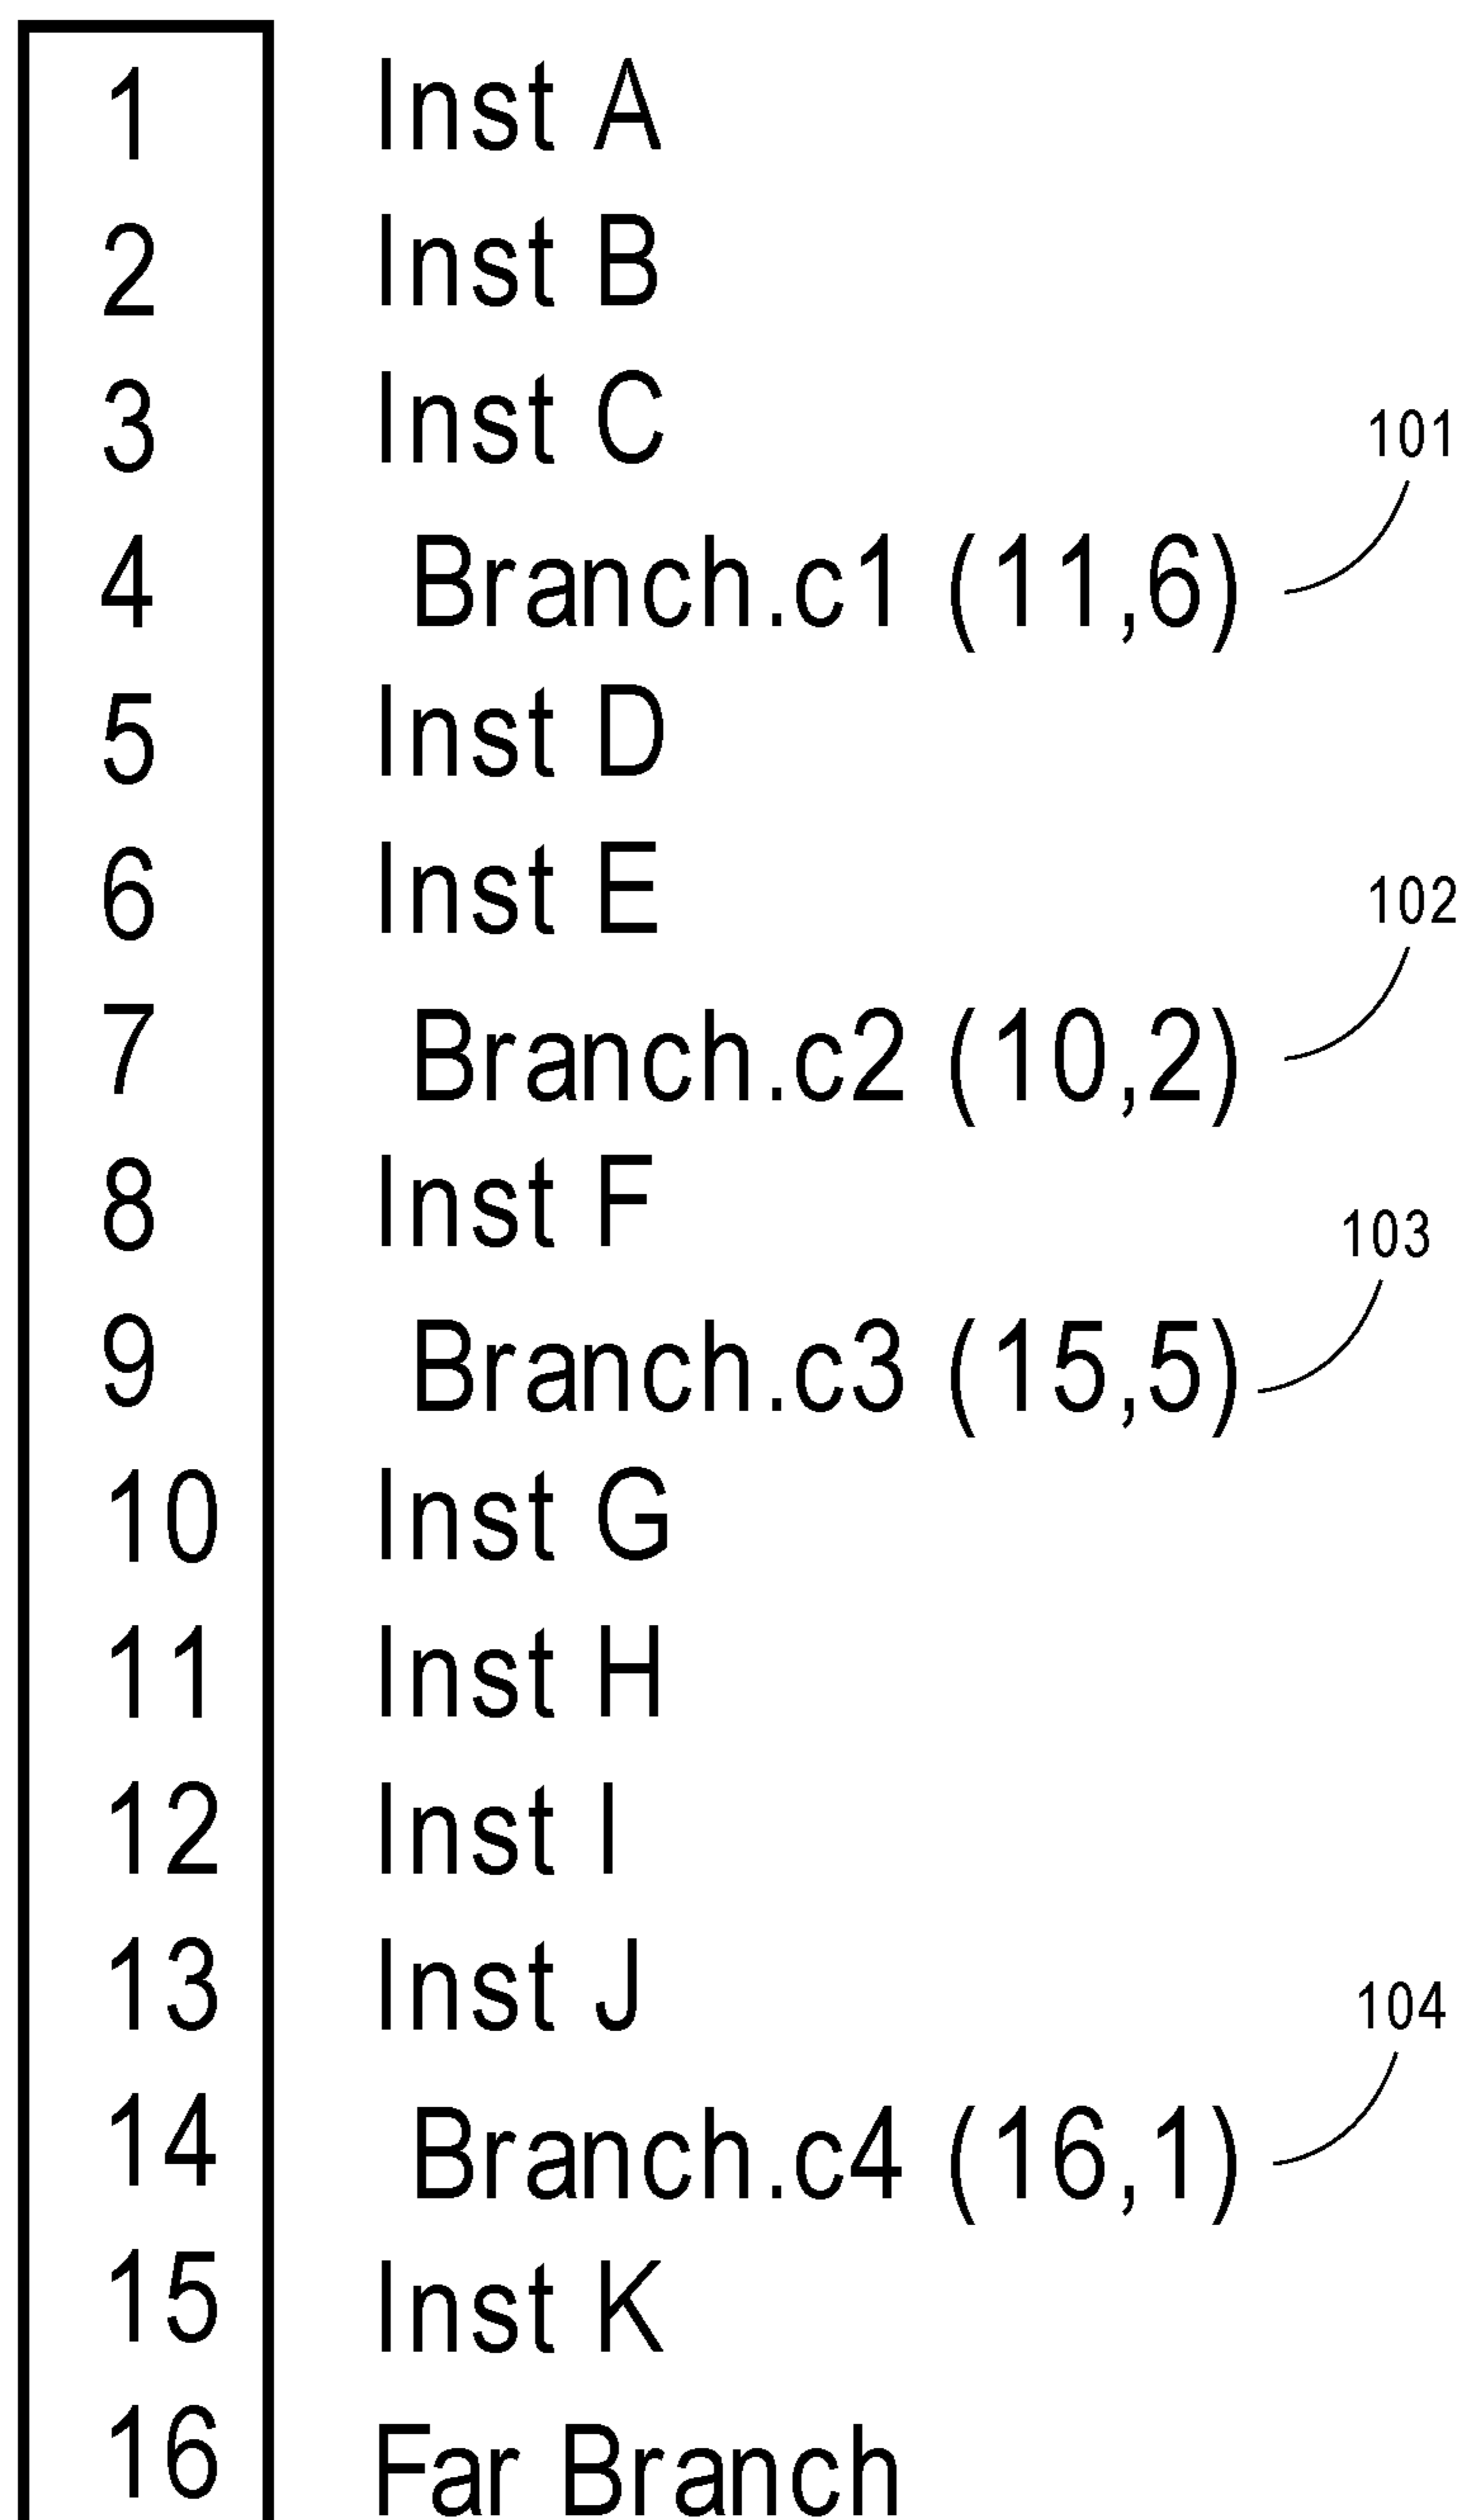 1 Inst A
2 Inst B
3 Inst C
101
4 Branch.c1 (11,6)
5 Inst D
6 Inst E
102
7 Branch.c2 (10,2)
8 Inst F
103
9 Branch.c3 (15,5)
10 Inst G
11 Inst H
12 Inst I
13 Inst J
104
14 Branch.c4 (16,1)
15 Inst K
16 Far Branch